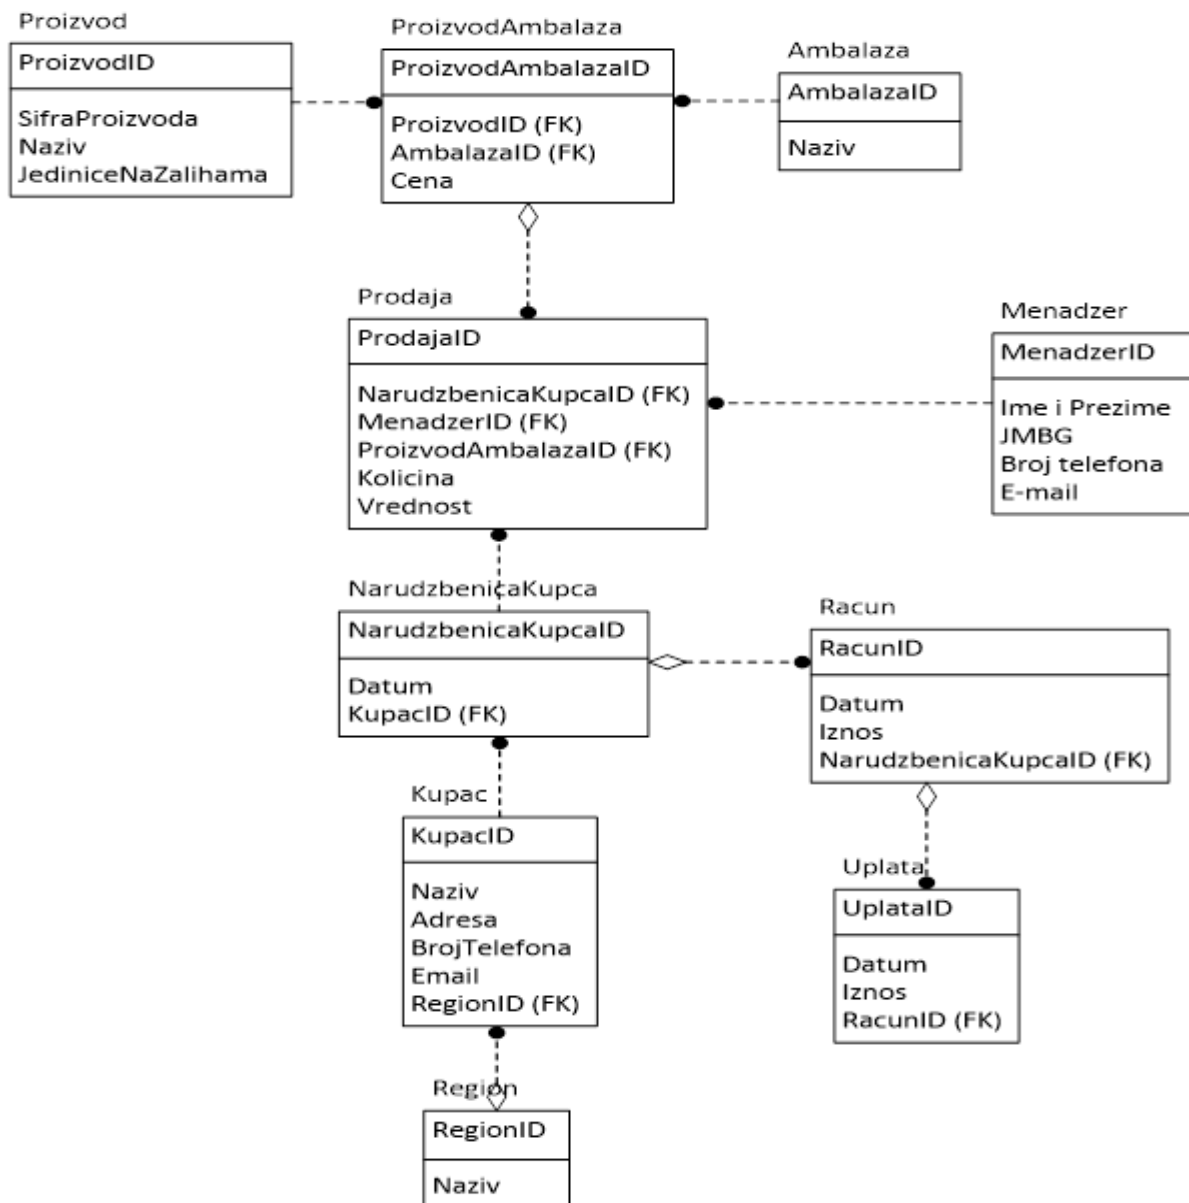 Proizvod
ProizvodID
SifraProizvoda
Naziv
JediniceNaZalihama
ProizvodAmbalaza
ProizvodAmbalazaID
ProizvodID (FK)
AmbalazaID (FK)
Cena
Ambalaza
AmbalazaID
Naziv
Prodaja
ProdajaID
NarudzbenicaKupcaID (FK)
MenadzerID (FK)
ProizvodAmbalazaID (FK)
Kolicina
Vrednost
Menadzer
MenadzerID
Ime i Prezime
JMBG
Broj telefona
E-mail
NarudzbenicaKupca
NarudzbenicaKupcaID
Datum
KupacID (FK)
Racun
RacunID
Datum
Iznos
NarudzbenicaKupcaID (FK)
Kupac
KupacID
Naziv
Adresa
BrojTelefona
Email
RegionID (FK)
Uplata
UplataID
Datum
Iznos
RacunID (FK)
Region
RegionID
Naziv